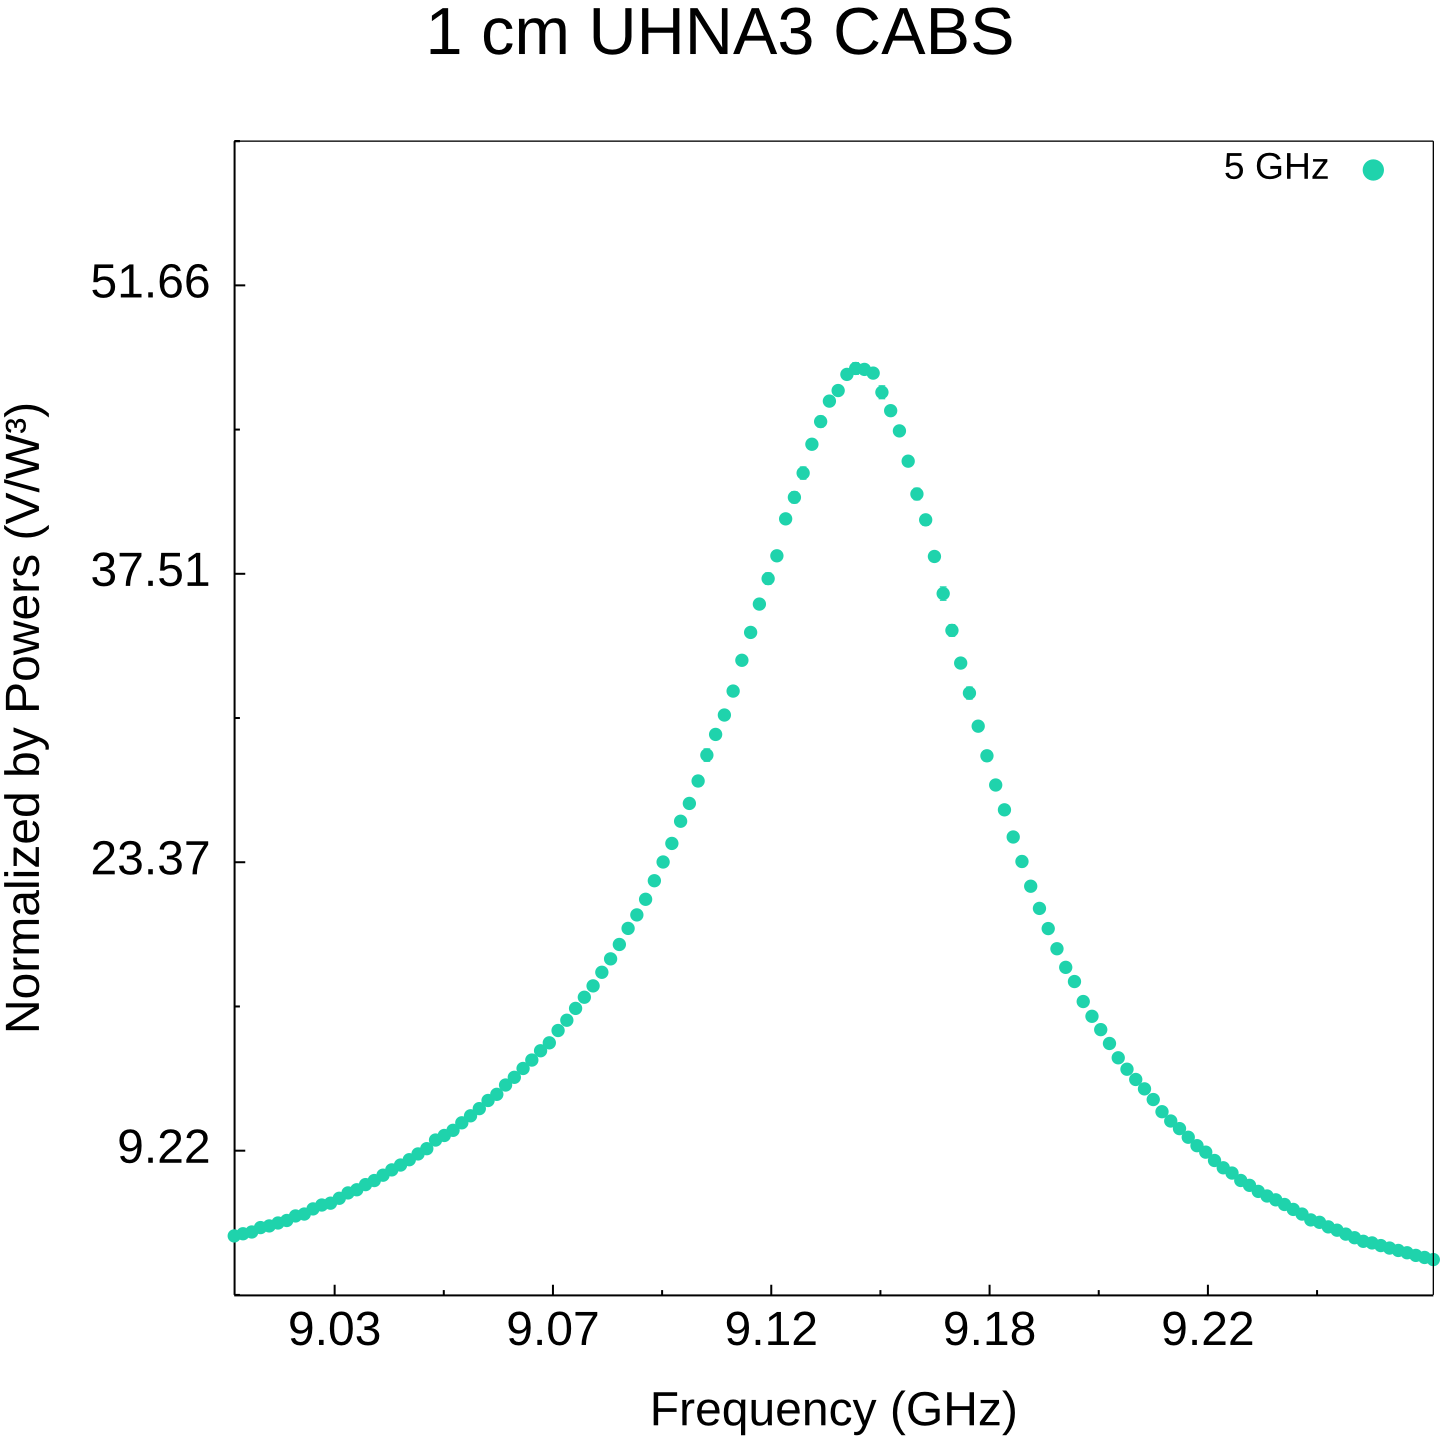 1 cm UHNA3 CABS
5 GHz
51.66
37.51
23.37
9.22
Normalized by Powers (V/W³)
9.03 9.07 9.12 9.18 9.22
Frequency (GHz)